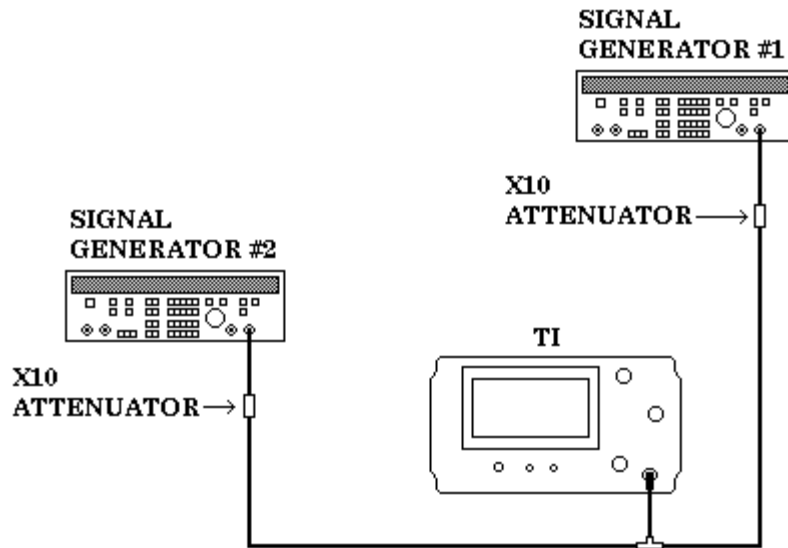 SIGNAL
GENERATOR #1
X10
ATTENUATOR
SIGNAL
GENERATOR #2
X10
ATTENUATOR
TI